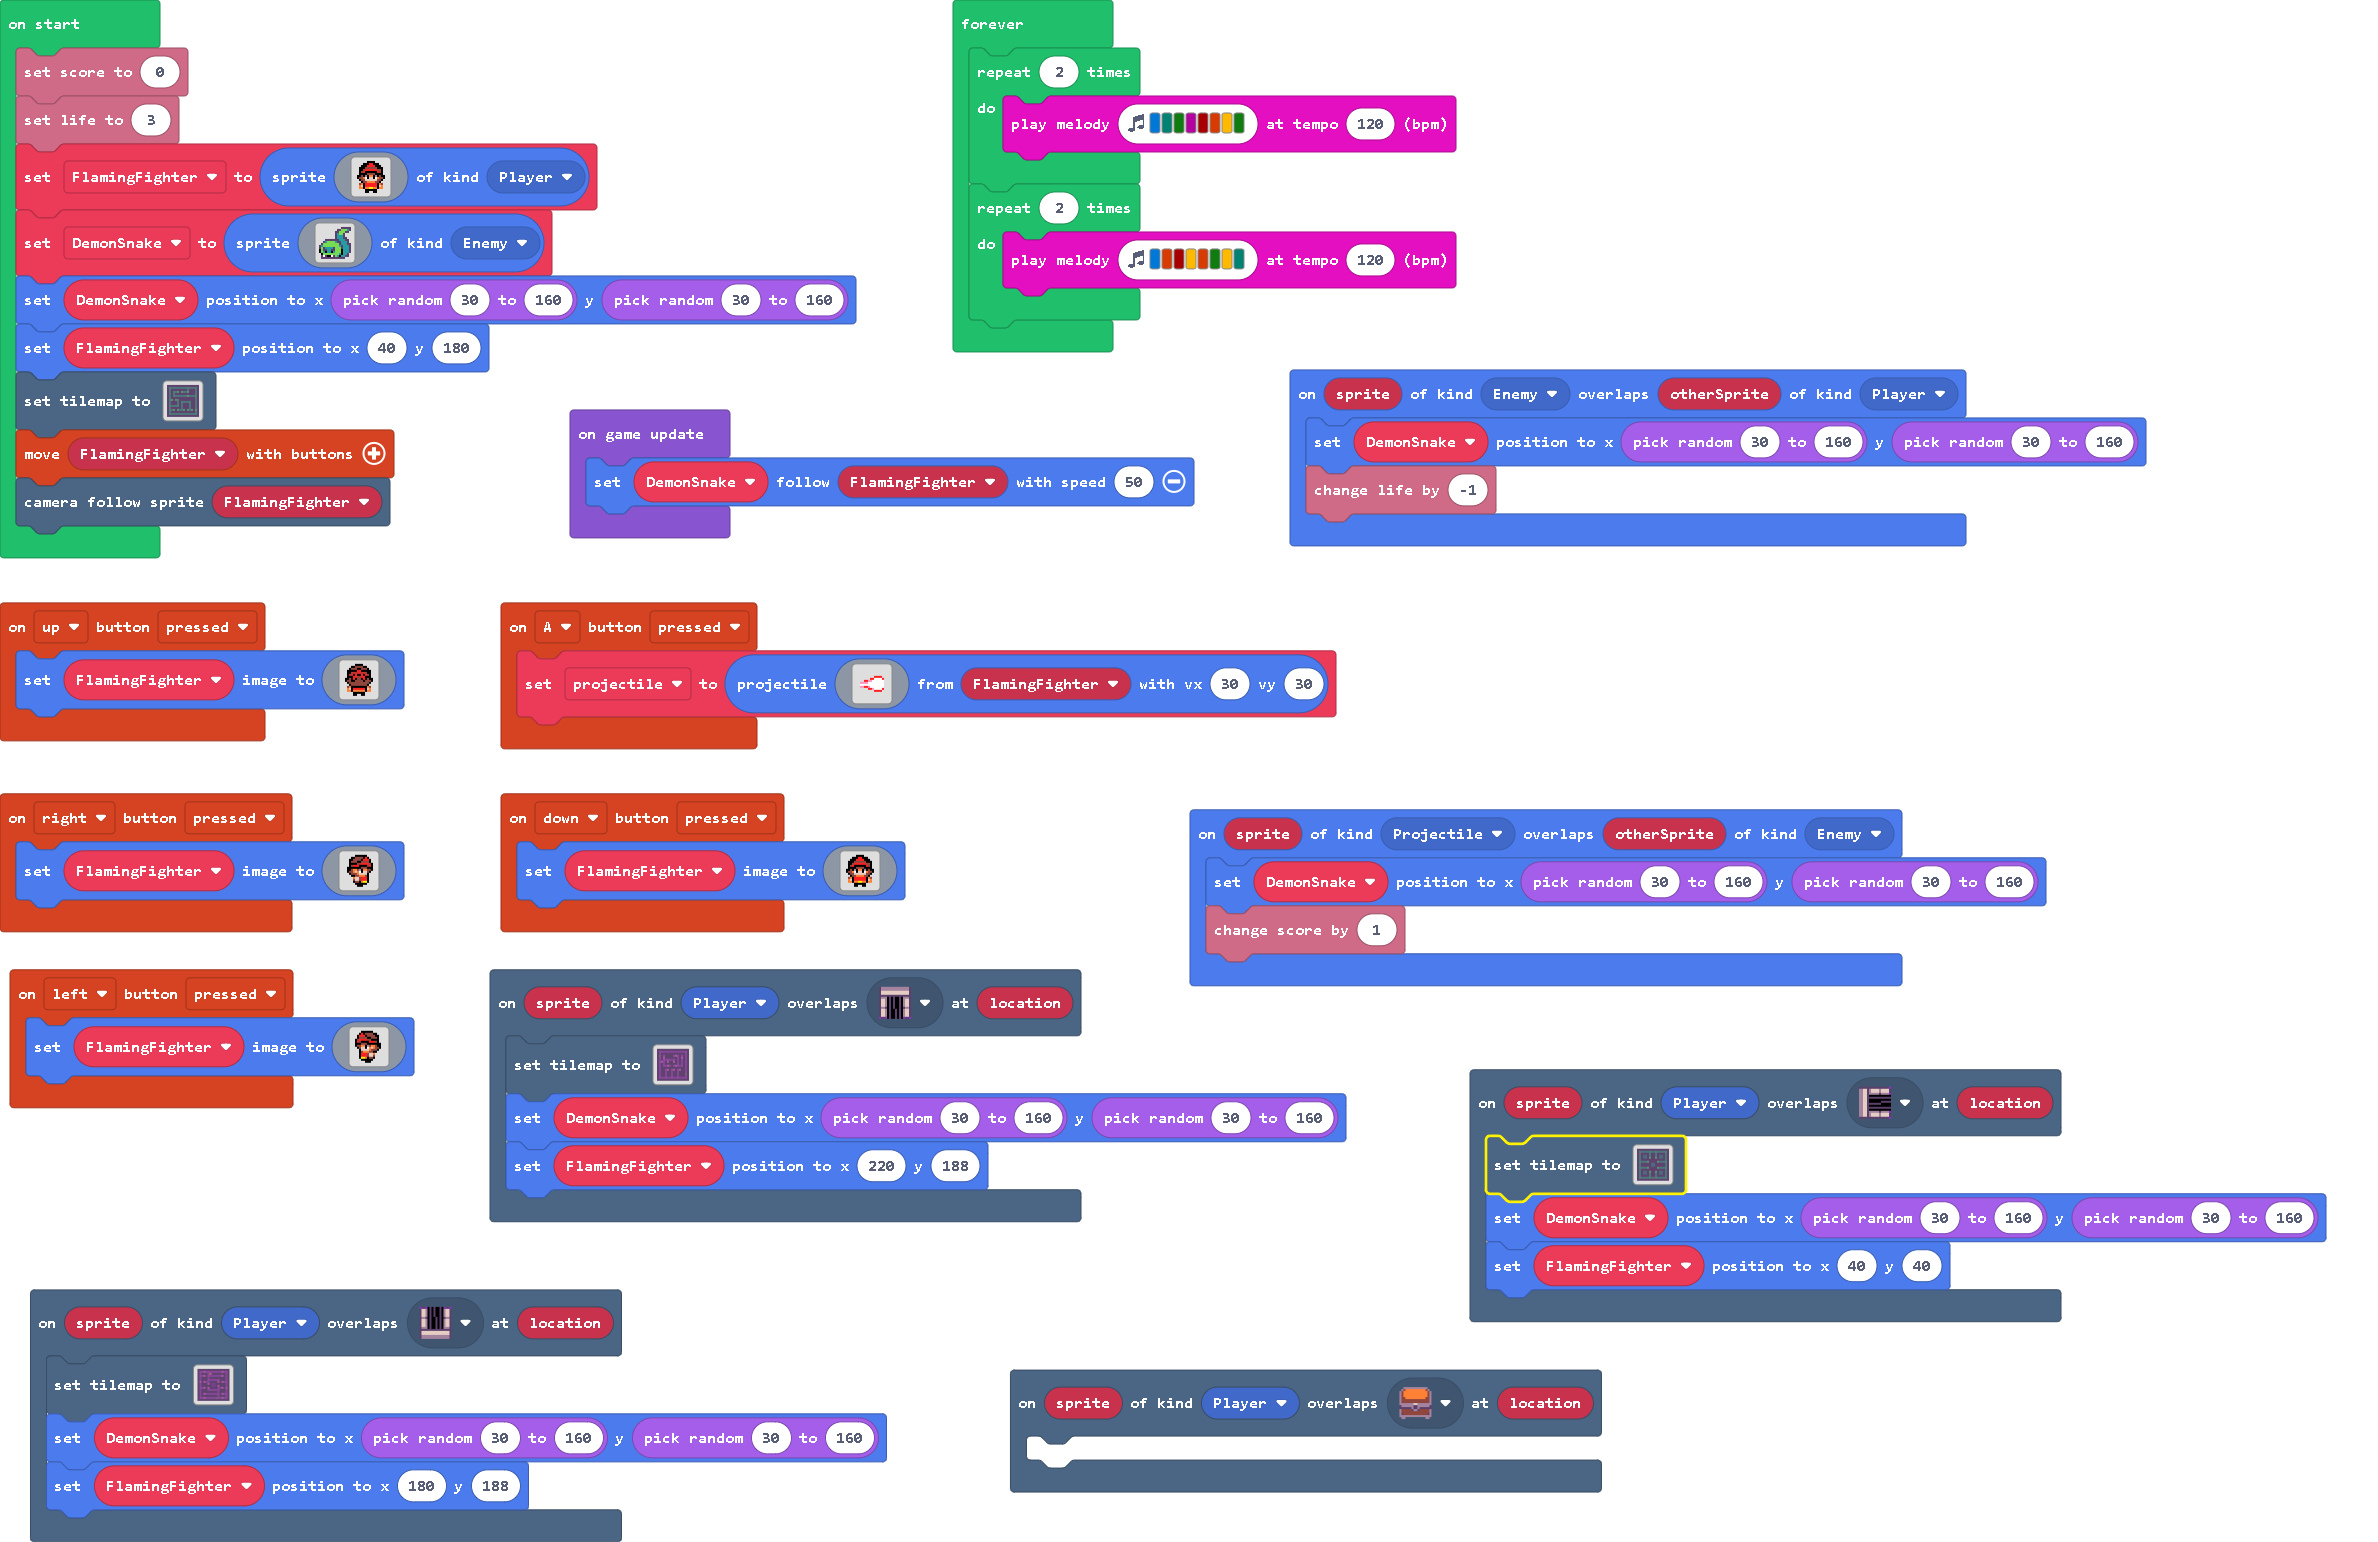 on start
set score to 0
set life to 3
set FlamingFighter to sprite of kind Player
set DemonSnake to sprite of kind Enemy
set DemonSnake position to x pick random 30 to 160 y pick random 30 to 160
set FlamingFighter position to x 40 y 180
set tilemap to
move FlamingFighter with buttons
camera follow sprite FlamingFighter
forever
repeat 2 times
do
play melody at tempo 120 (bpm)
repeat 2 times
do
play melody at tempo 120 (bpm)
on game update
set DemonSnake follow FlamingFighter with speed 50
on sprite of kind Enemy overlaps otherSprite of kind Player
set DemonSnake position to x pick random 30 to 160 y pick random 30 to 160
change life by -1
on up button pressed
set FlamingFighter image to
on A button pressed
set projectile to projectile from FlamingFighter with vx 30 vy 30
on right button pressed
set FlamingFighter image to
on down button pressed
set FlamingFighter image to
on sprite of kind Projectile overlaps otherSprite of kind Enemy
set DemonSnake position to x pick random 30 to 160 y pick random 30 to 160
change score by 1
on left button pressed
set FlamingFighter image to
on sprite of kind Player overlaps at location
set tilemap to
set DemonSnake position to x pick random 30 to 160 y pick random 30 to 160
set FlamingFighter position to x 220 y 188
on sprite of kind Player overlaps at location
set tilemap to
set DemonSnake position to x pick random 30 to 160 y pick random 30 to 160
set FlamingFighter position to x 40 y 40
on sprite of kind Player overlaps at location
set tilemap to
set DemonSnake position to x pick random 30 to 160 y pick random 30 to 160
set FlamingFighter position to x 180 y 188
on sprite of kind Player overlaps at location